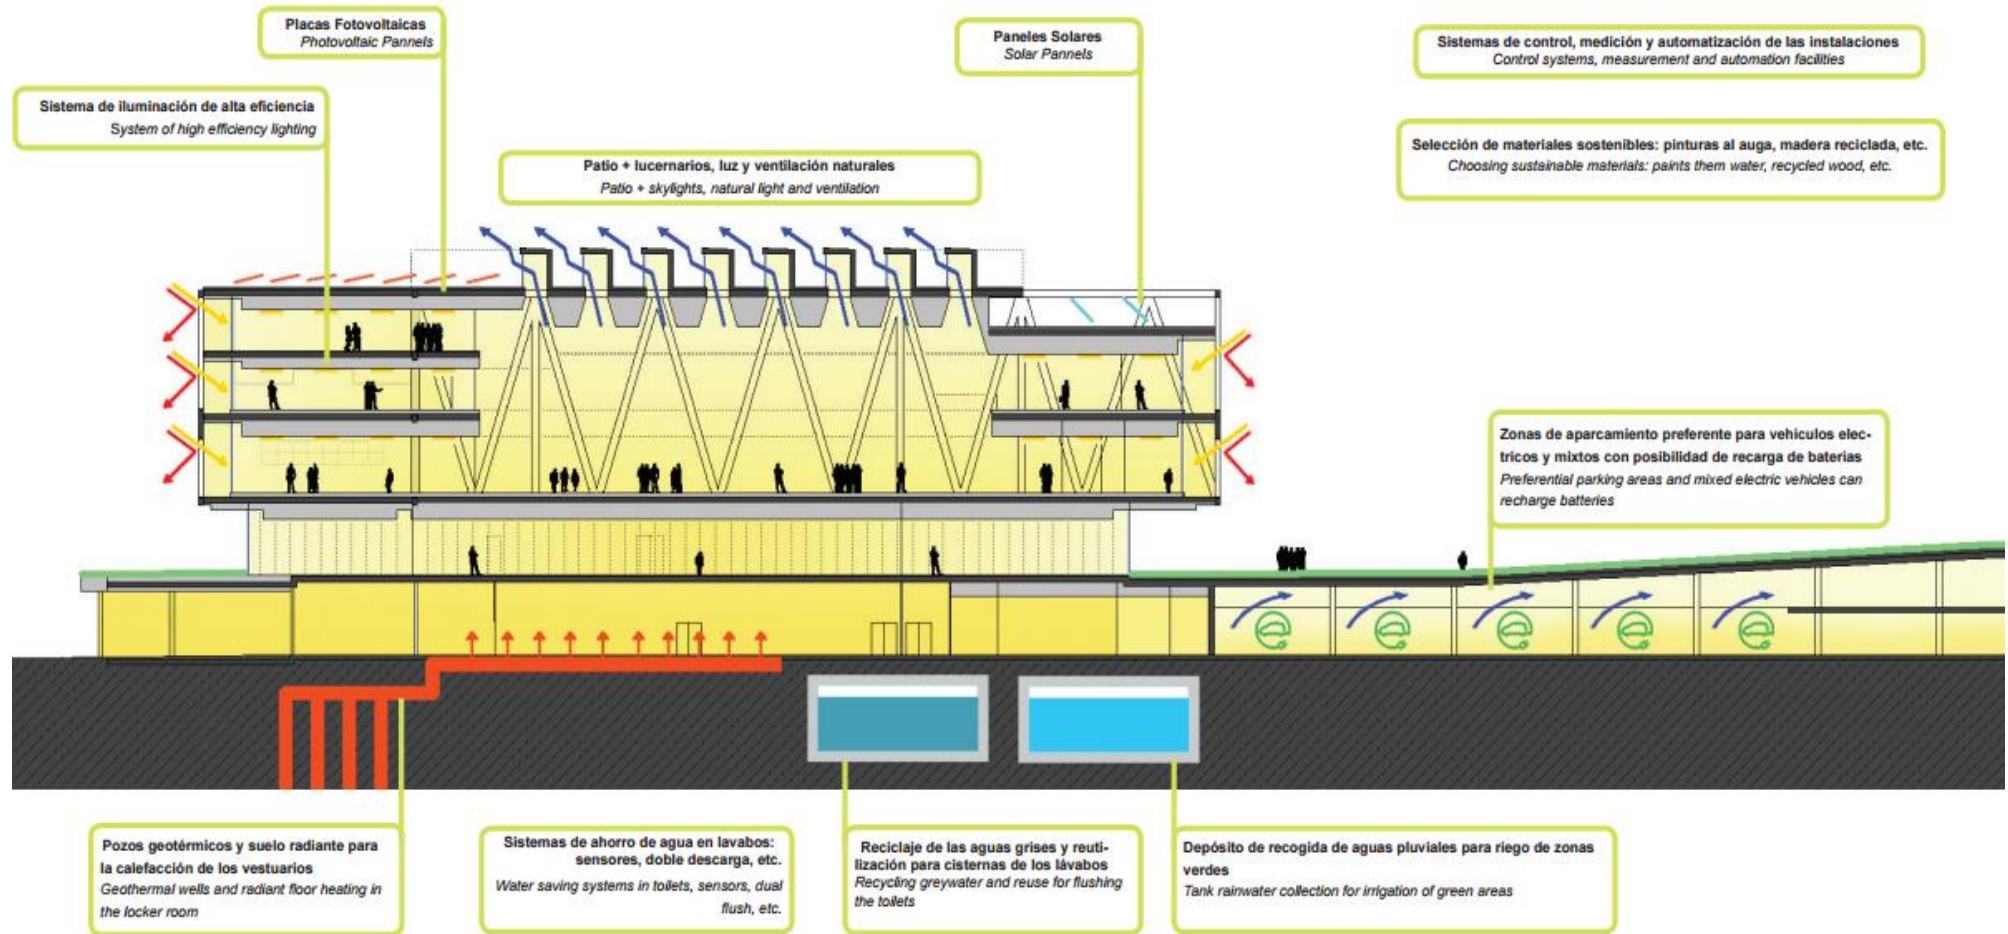 Placas Fotovoltaicas
Photovoltaic Pannels
Paneles Solares
Solar Pannels
Sistemas de control, medición y automatización de las instalaciones
Control systems, measurement and automation facilities
Sistema de iluminación de alta eficiencia
System of high efficiency lighting
Patio + lucernarios, luz y ventilación naturales
Patio + skylights, natural light and ventilation
Selección de materiales sostenibles: pinturas al auga, madera reciclada, etc.
Choosing sustainable materials: paints them water, recycled wood, etc.
Zonas de aparcamiento preferente para vehiculos elec-
tricos y mixtos con posibilidad de recarga de baterias
Preferential parking areas and mixed electric vehicles can
recharge batteries
Pozos geotérmicos y suelo radiante para
la calefacción de los vestuarios
Geothermal wells and radiant floor heating in
the locker room
Sistemas de ahorro de agua en lavabos:
sensores, doble descarga, etc.
Water saving systems in toilets, sensors, dual
flush, etc.
Reciclaje de las aguas grises y reuti-
lización para cisternas de los lávabos
Recycling greywater and reuse for flushing
the toilets
Depósito de recogida de aguas pluviales para riego de zonas
verdes
Tank rainwater collection for irrigation of green areas